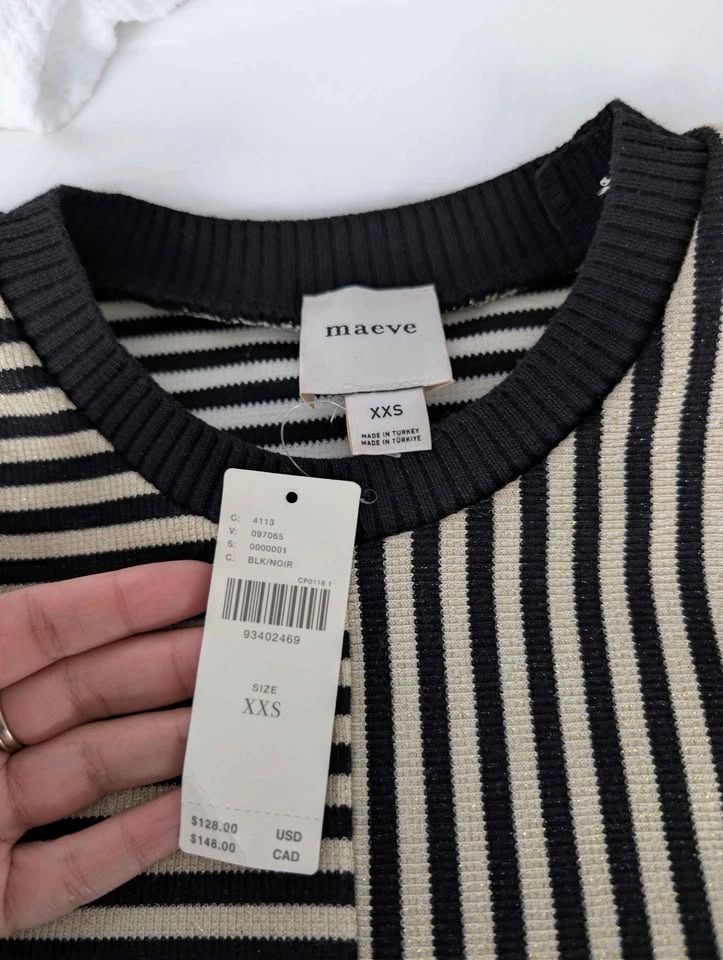 maeve
XXS
MADE IN TURKEY
MADE IN TÜRKIYE
C: 4113
V: 097065
S: 0000001
C: BLK/NOIR
CP0118-1
93402469
SIZE
XXS
$128.00 USD
$148.00 CAD